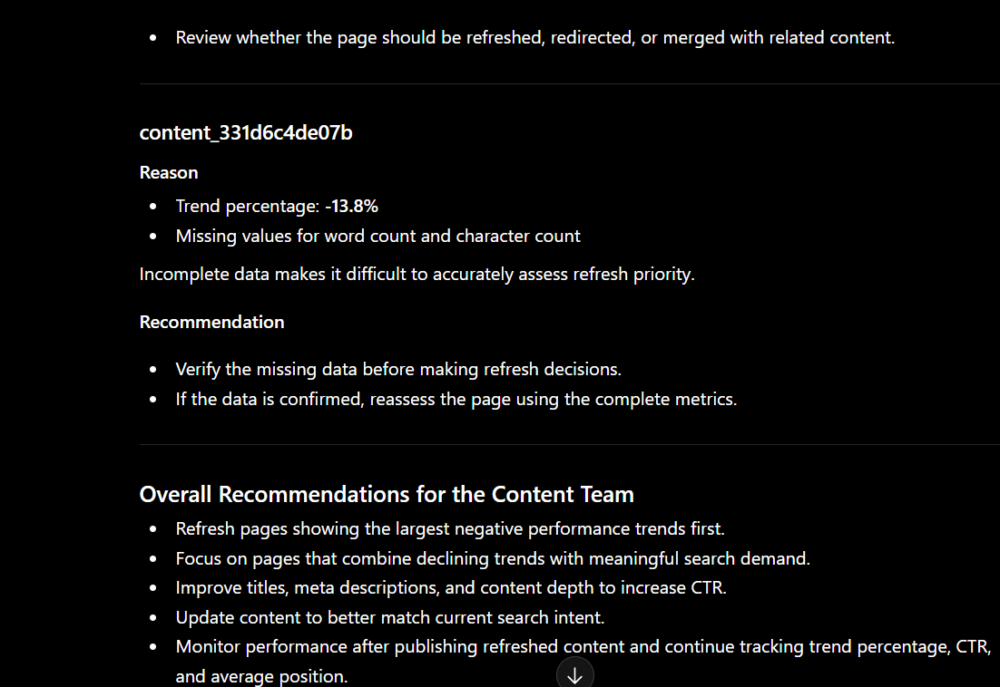 • Review whether the page should be refreshed, redirected, or merged with related content.
content_331d6c4de07b
Reason
• Trend percentage: -13.8%
• Missing values for word count and character count
Incomplete data makes it difficult to accurately assess refresh priority.
Recommendation
• Verify the missing data before making refresh decisions.
• If the data is confirmed, reassess the page using the complete metrics.
Overall Recommendations for the Content Team
• Refresh pages showing the largest negative performance trends first.
• Focus on pages that combine declining trends with meaningful search demand.
• Improve titles, meta descriptions, and content depth to increase CTR.
• Update content to better match current search intent.
• Monitor performance after publishing refreshed content and continue tracking trend percentage, CTR,
and average position.